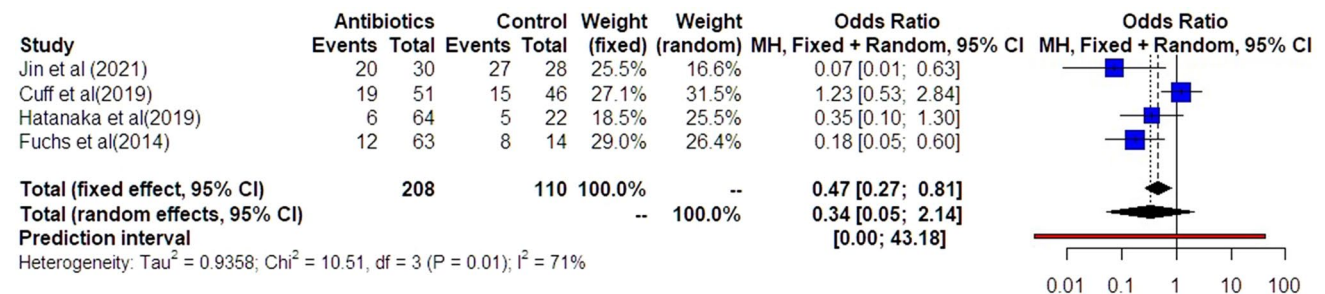 Antibiotics Control Weight Weight Odds Ratio Odds Ratio
Study Events Total Events Total (fixed) (random) MH, Fixed + Random, 95% CI MH, Fixed + Random, 95% CI
Jin et al (2021) 20 30 27 28 25.5% 16.6% 0.07 [0.01; 0.63]
Cuff et al(2019) 19 51 15 46 27.1% 31.5% 1.23 [0.53; 2.84]
Hatanaka et al(2019) 6 64 5 22 18.5% 25.5% 0.35 [0.10; 1.30]
Fuchs et al(2014) 12 63 8 14 29.0% 26.4% 0.18 [0.05; 0.60]
Total (fixed effect, 95% CI) 208 110 100.0% -- 0.47 [0.27; 0.81]
Total (random effects, 95% CI) -- 100.0% 0.34 [0.05; 2.14]
Prediction interval [0.00; 43.18]
Heterogeneity: Tau² = 0.9358; Chi² = 10.51, df = 3 (P = 0.01); I² = 71%
0.01 0.1 1 10 100